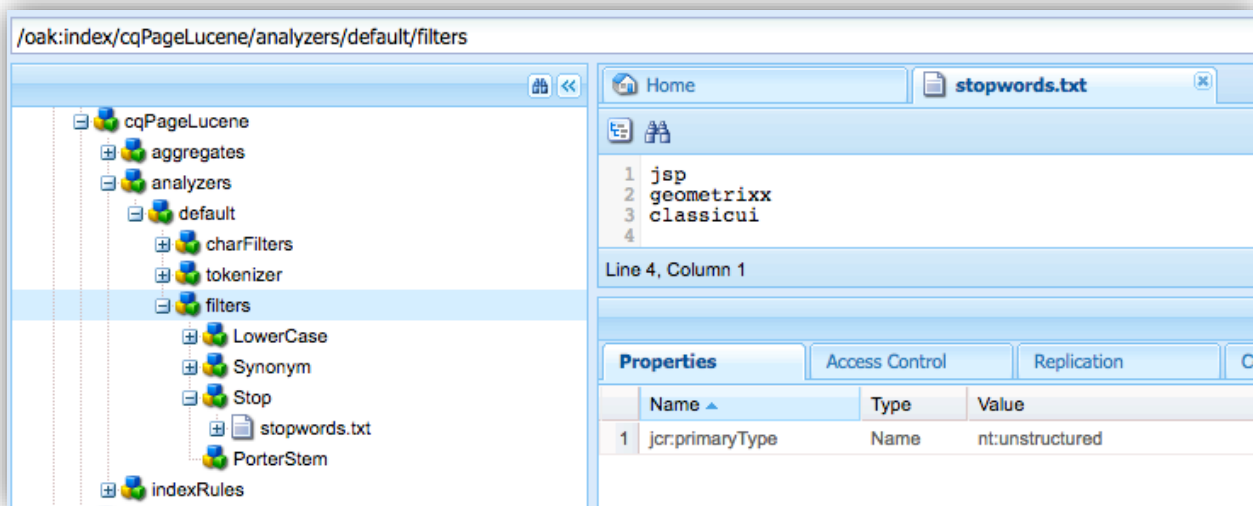 /oak:index/cqPageLucene/analyzers/default/filters
cqPageLucene
aggregates
analyzers
default
charFilters
tokenizer
filters
LowerCase
Synonym
Stop
stopwords.txt
PorterStem
indexRules
Home
stopwords.txt
1 jsp
2 geometrixx
3 classicui
4
Line 4, Column 1
Properties
Access Control
Replication
C
Name
Type
Value
1 jcr:primaryType Name nt:unstructured